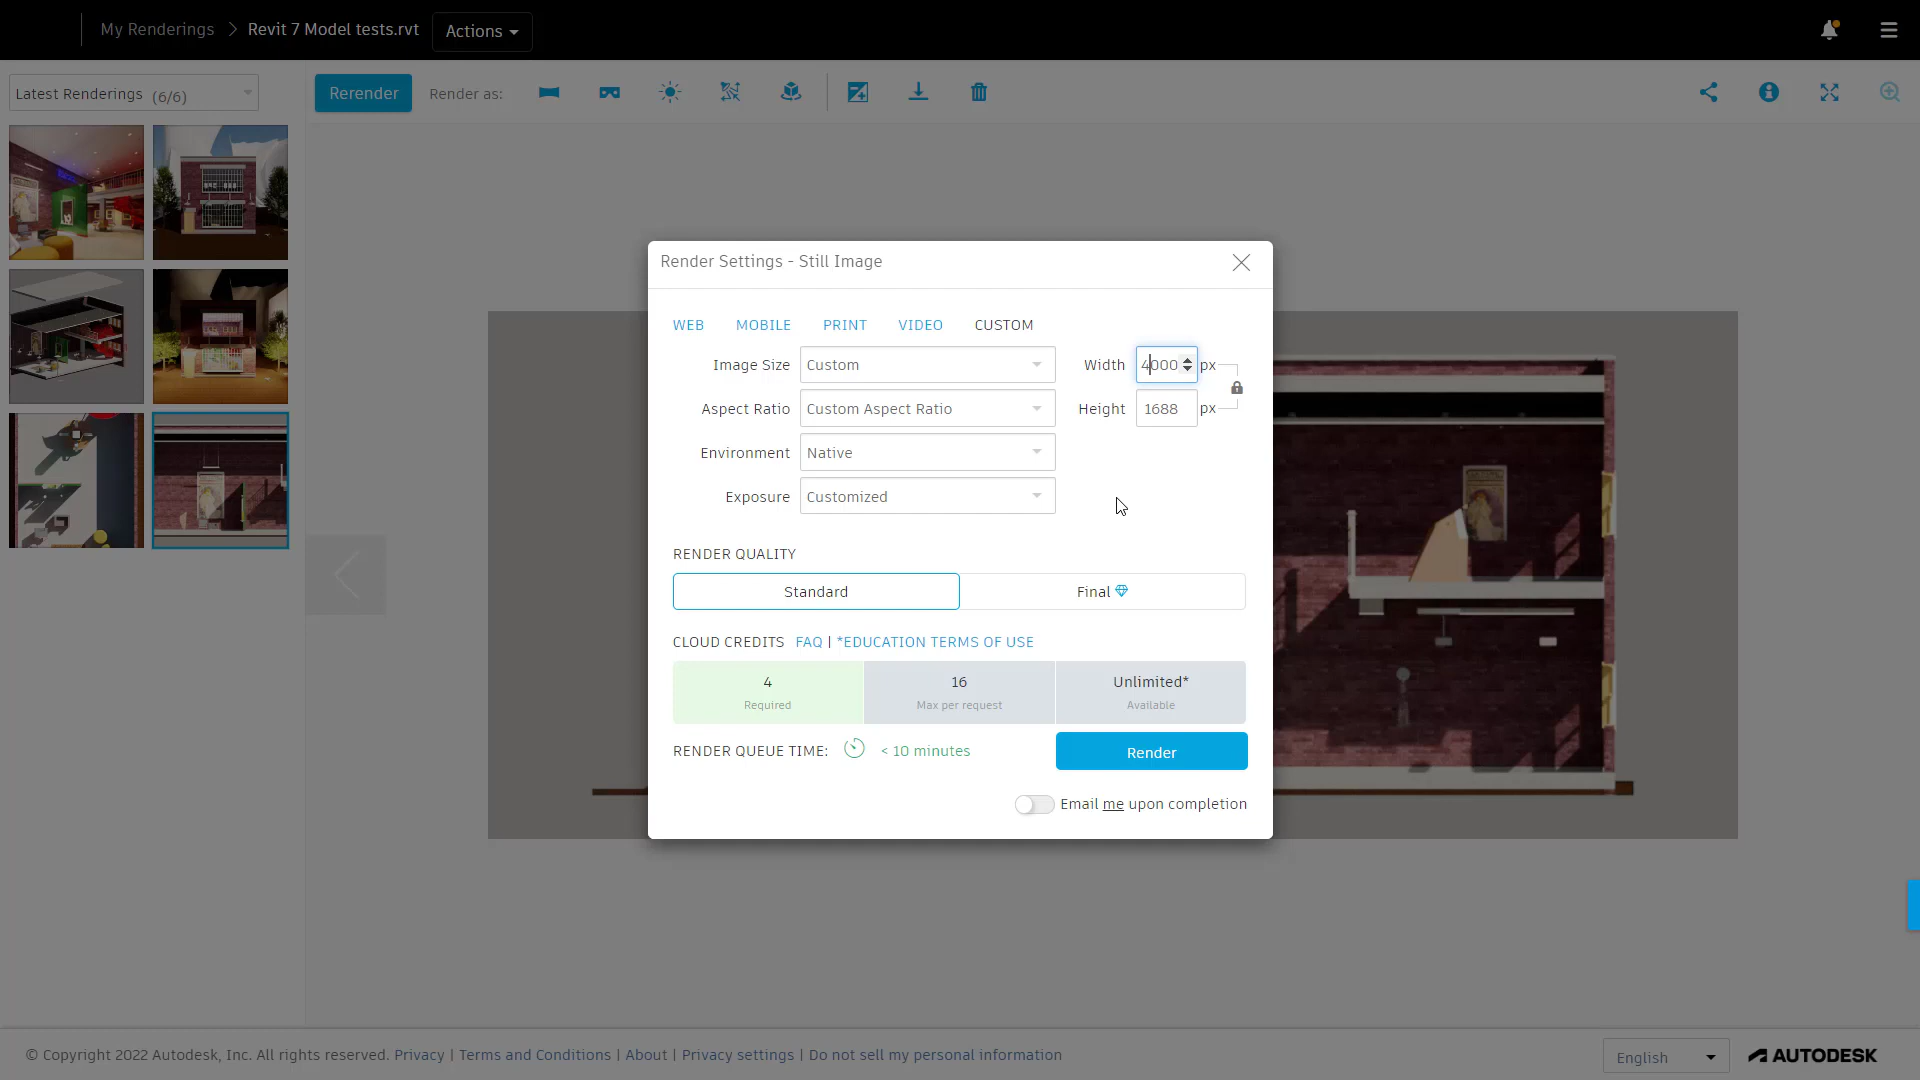 My Renderings > Revit 7 Model tests.rvt Actions
Latest Renderings (6/6)
Rerender Render as:
Render Settings - Still Image
WEB MOBILE PRINT VIDEO CUSTOM
Image Size Custom Width 4000 px
Aspect Ratio Custom Aspect Ratio Height 1688 px
Environment Native
Exposure Customized
RENDER QUALITY
Standard Final
CLOUD CREDITS FAQ | *EDUCATION TERMS OF USE
4 16 Unlimited*
Required Max per request Available
RENDER QUEUE TIME: < 10 minutes Render
Email me upon completion
© Copyright 2022 Autodesk, Inc. All rights reserved. Privacy | Terms and Conditions | About | Privacy settings | Do not sell my personal information
English AUTODESK